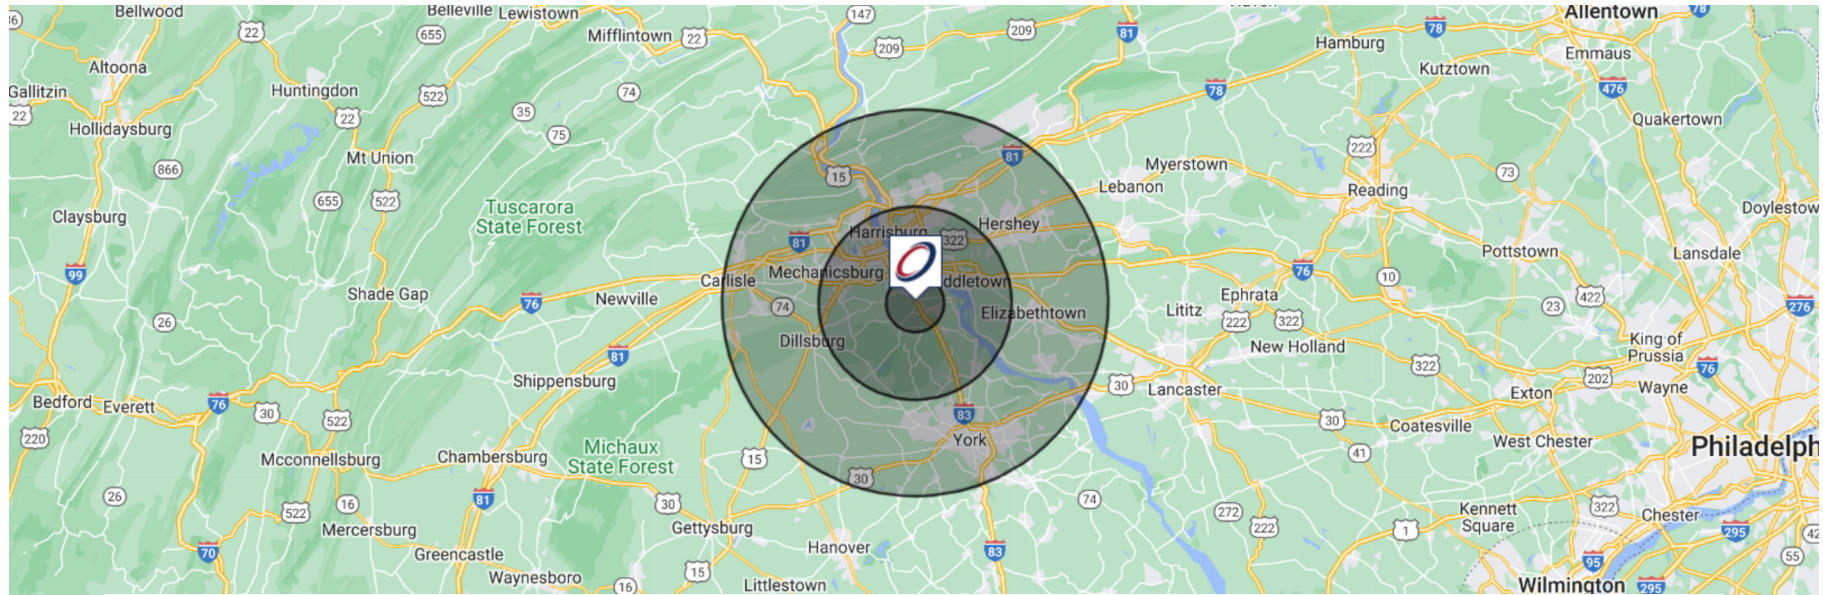 Bellwood
Belleville
Lewistown
147
Allentown
78
36
22
655
Mifflintown
22
209
209
81
Hamburg
78
Emmaus
Altoona
Kutztown
Gallitzin
Huntingdon
522
74
78
476
22
22
35
Quakertown
Hollidaysburg
75
222
Mt Union
81
866
15
Myerstown
73
655
522
Lebanon
Reading
Claysburg
Tuscarora
State Forest
Harrisburg
Hershey
Doylestow
81
322
Pottstown
Lansdale
99
Mechanicsburg
76
10
Carlisle
ddletown
Shade Gap
76
Newville
74
Elizabethtown
Lititz
Ephrata
422
23
276
26
222
322
Dillsburg
New Holland
King of
Prussia
81
322
76
Shippensburg
30
Lancaster
202
Wayne
Exton
Bedford
Everett
76
30
522
83
30
Coatesville
220
York
West Chester
Philadelph
Michaux
State Forest
Mcconnellsburg
Chambersburg
15
41
30
26
81
16
522
30
74
272
222
Kennett
Square
322
Chester
Mercersburg
Gettysburg
1
295
42
70
Greencastle
Hanover
83
55
Waynesboro
16
15
Littlestown
95
Wilmington
295